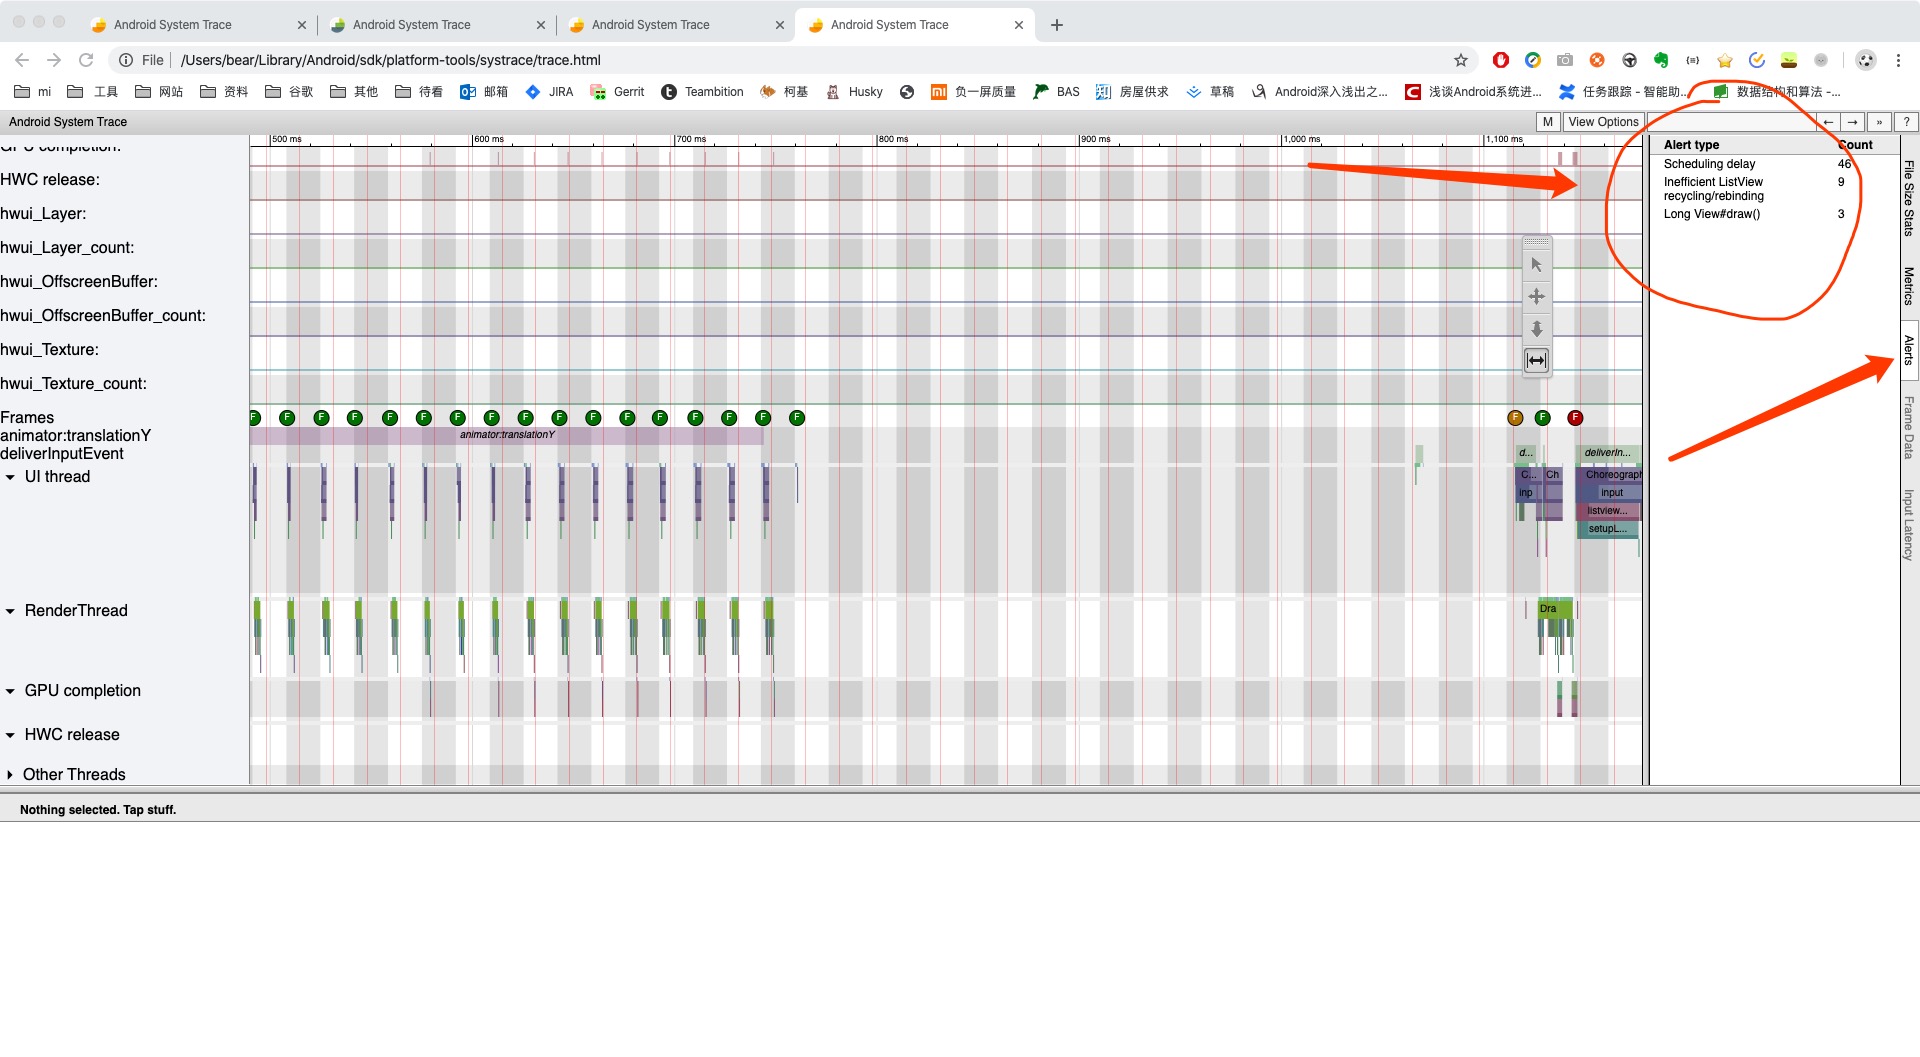 Android System Trace
Android System Trace
Android System Trace
Android System Trace
File
/Users/bear/Library/Android/sdk/platform-tools/systrace/trace.html
mi 工具 网站 资料 谷歌 其他 待看 邮箱 JIRA Gerrit Teambition 柯基 Husky 负一屏质量 BAS 房屋供求 草稿 Android深入浅出之... 浅谈Android系统进... 任务跟踪 - 智能助... 数据结构和算法 -...
Android System Trace
M View Options ← → » ?
500 ms 600 ms 700 ms 800 ms 900 ms 1,000 ms 1,100 ms
GPU completion:
HWC release:
hwui_Layer:
hwui_Layer_count:
hwui_OffscreenBuffer:
hwui_OffscreenBuffer_count:
hwui_Texture:
hwui_Texture_count:
Frames
F F F F F F F F F F F F F F F F F F F F
animator:translationY
animator:translationY
deliverInputEvent
d... deliverIn...
UI thread
C... Ch Choreograph
inp input
listview...
setupL...
RenderThread
Dra
GPU completion
HWC release
Other Threads
Alert type Count
Scheduling delay 46
Inefficient ListView 9
recycling/rebinding
Long View#draw() 3
File Size Stats
Metrics
Alerts
Frame Data
Input Latency
Nothing selected. Tap stuff.